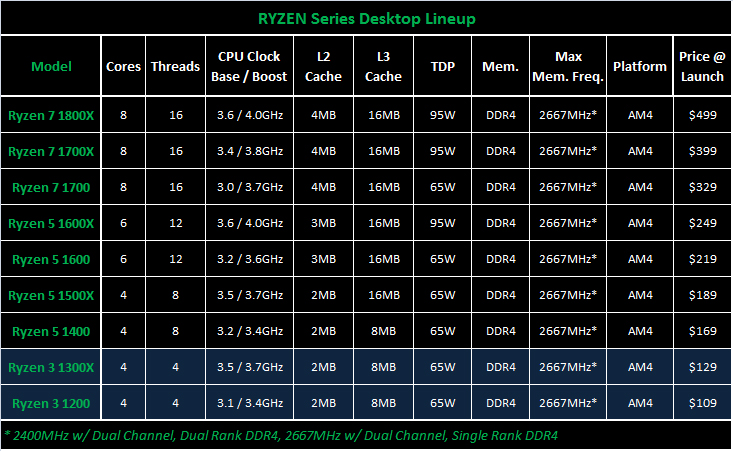 RYZEN Series Desktop Lineup
Model Cores Threads CPU Clock Base / Boost L2 Cache L3 Cache TDP Mem. Max Mem. Freq. Platform Price @ Launch
Ryzen 7 1800X 8 16 3.6 / 4.0GHz 4MB 16MB 95W DDR4 2667MHz* AM4 $499
Ryzen 7 1700X 8 16 3.4 / 3.8GHz 4MB 16MB 95W DDR4 2667MHz* AM4 $399
Ryzen 7 1700 8 16 3.0 / 3.7GHz 4MB 16MB 65W DDR4 2667MHz* AM4 $329
Ryzen 5 1600X 6 12 3.6 / 4.0GHz 3MB 16MB 95W DDR4 2667MHz* AM4 $249
Ryzen 5 1600 6 12 3.2 / 3.6GHz 3MB 16MB 65W DDR4 2667MHz* AM4 $219
Ryzen 5 1500X 4 8 3.5 / 3.7GHz 2MB 16MB 65W DDR4 2667MHz* AM4 $189
Ryzen 5 1400 4 8 3.2 / 3.4GHz 2MB 8MB 65W DDR4 2667MHz* AM4 $169
Ryzen 3 1300X 4 4 3.5 / 3.7GHz 2MB 8MB 65W DDR4 2667MHz* AM4 $129
Ryzen 3 1200 4 4 3.1 / 3.4GHz 2MB 8MB 65W DDR4 2667MHz* AM4 $109
* 2400MHz w/ Dual Channel, Dual Rank DDR4, 2667MHz w/ Dual Channel, Single Rank DDR4